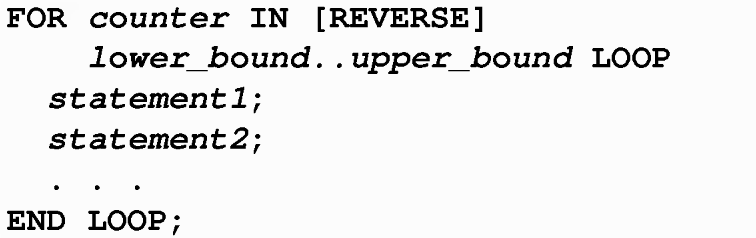 FOR counter IN [REVERSE]
lower_bound..upper_bound LOOP
statement1;
statement2;
. . .
END LOOP;